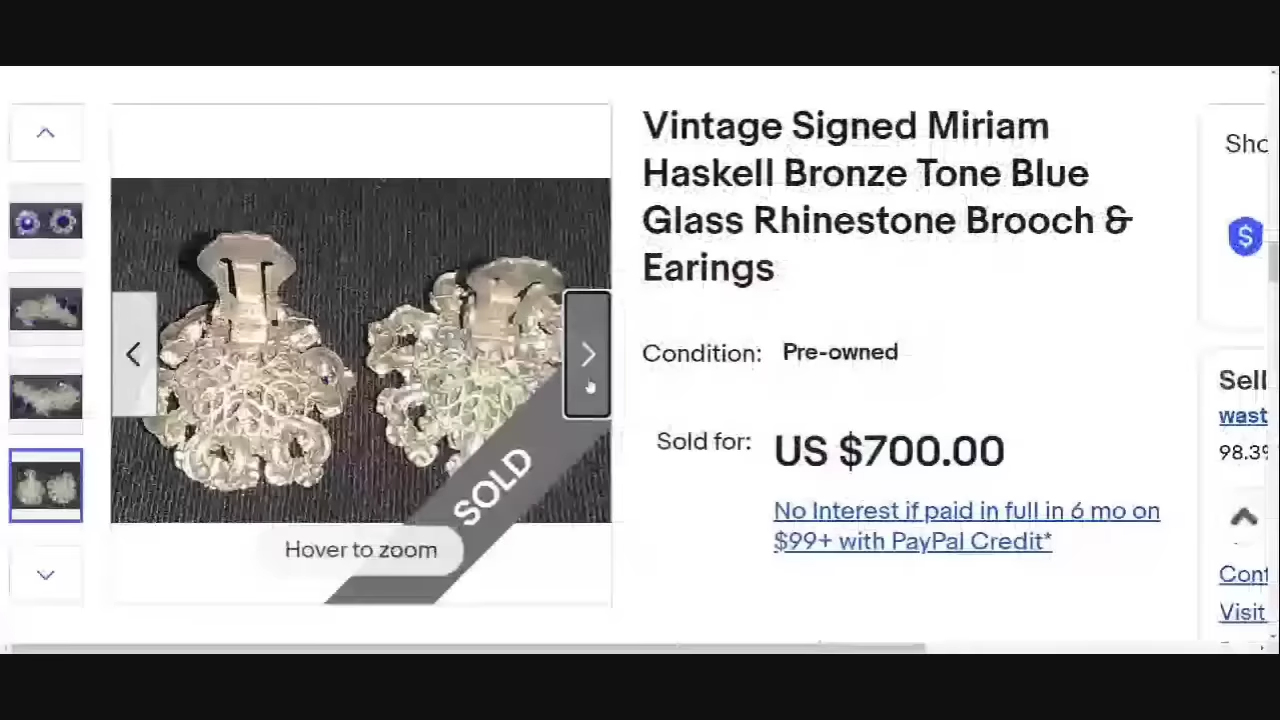 Vintage Signed Miriam
Haskell Bronze Tone Blue
Glass Rhinestone Brooch &
Earings
Condition: Pre-owned
Sold for: US $700.00
No Interest if paid in full in 6 mo on
$99+ with PayPal Credit*
SOLD
Hover to zoom
Sho
$
Sell
wast
98.3%
Cont
Visit